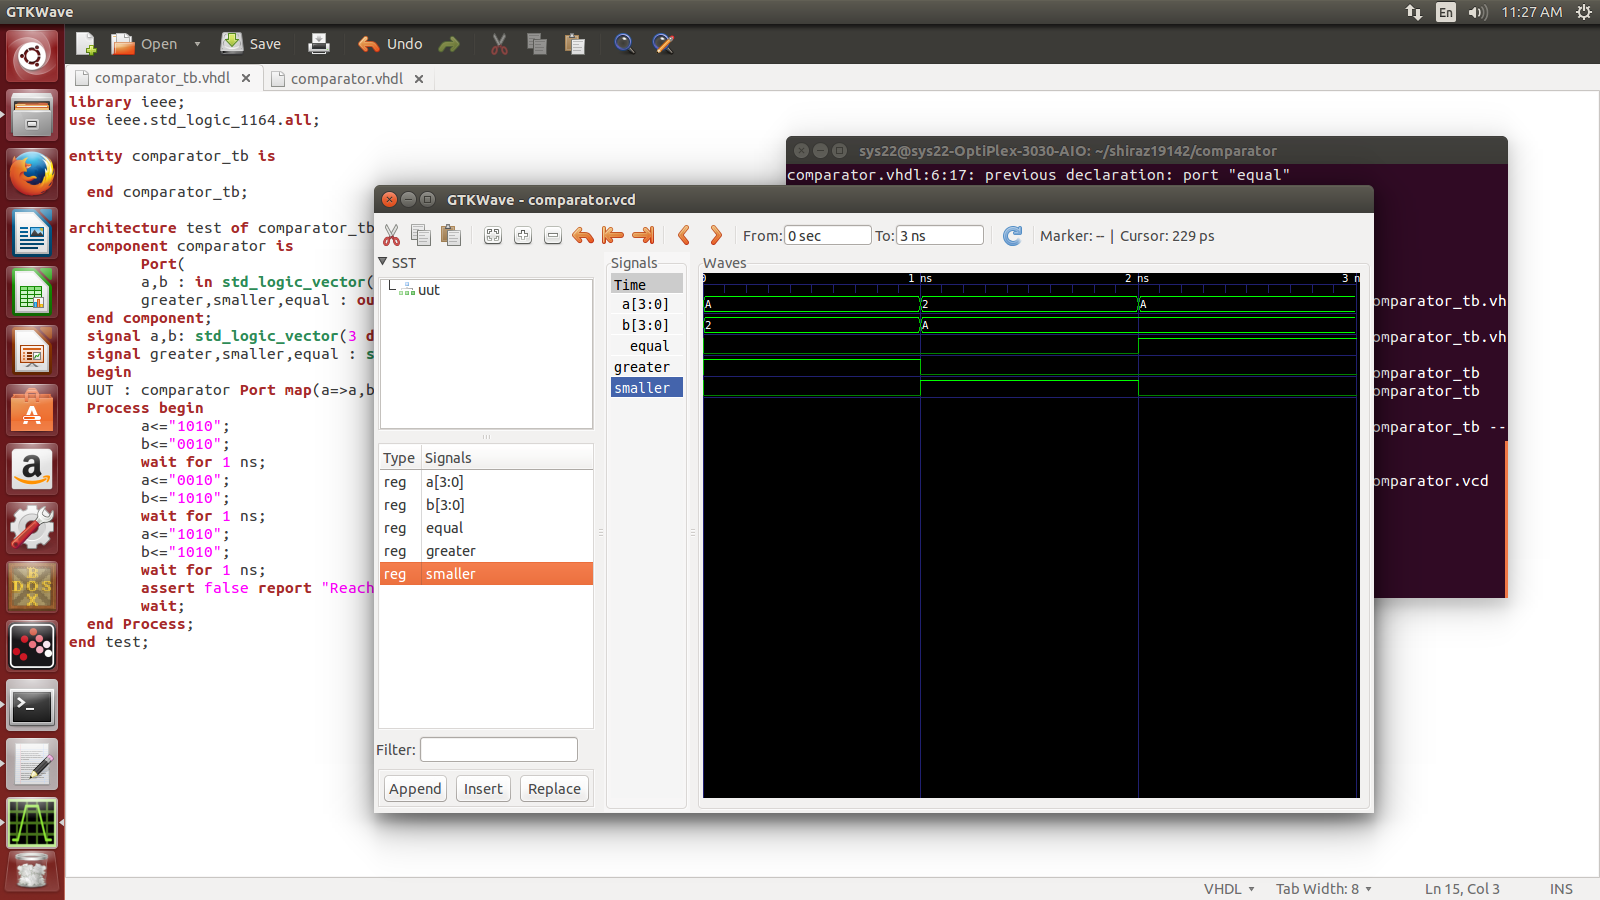 GTKWave
En
11:27 AM
Open
Save
Undo
comparator_tb.vhdl
comparator.vhdl
library ieee;
use ieee.std_logic_1164.all;
entity comparator_tb is
end comparator_tb;
architecture test of comparator_tb
component comparator is
Port(
a,b : in std_logic_vector(
greater,smaller,equal : ou
end component;
signal a,b: std_logic_vector(3 d
signal greater,smaller,equal : s
begin
UUT : comparator Port map(a=>a,b
Process begin
a<="1010";
b<="0010";
wait for 1 ns;
a<="0010";
b<="1010";
wait for 1 ns;
a<="1010";
b<="1010";
wait for 1 ns;
assert false report "Reach
wait;
end Process;
end test;
sys22@sys22-OptiPlex-3030-AIO: ~/shiraz19142/comparator
comparator.vhdl:6:17: previous declaration: port "equal"
omparator_tb.vh
omparator_tb.vh
omparator_tb
omparator_tb
omparator_tb --
omparator.vcd
GTKWave - comparator.vcd
From: 0 sec To: 3 ns
Marker: -- | Cursor: 229 ps
SST
uut
Type Signals
reg a[3:0]
reg b[3:0]
reg equal
reg greater
reg smaller
Filter:
Append Insert Replace
Signals
Time
a[3:0]
b[3:0]
equal
greater
smaller
Waves
0 1 ns 2 ns 3 n
A 2 A
2 A
VHDL Tab Width: 8 Ln 15, Col 3 INS